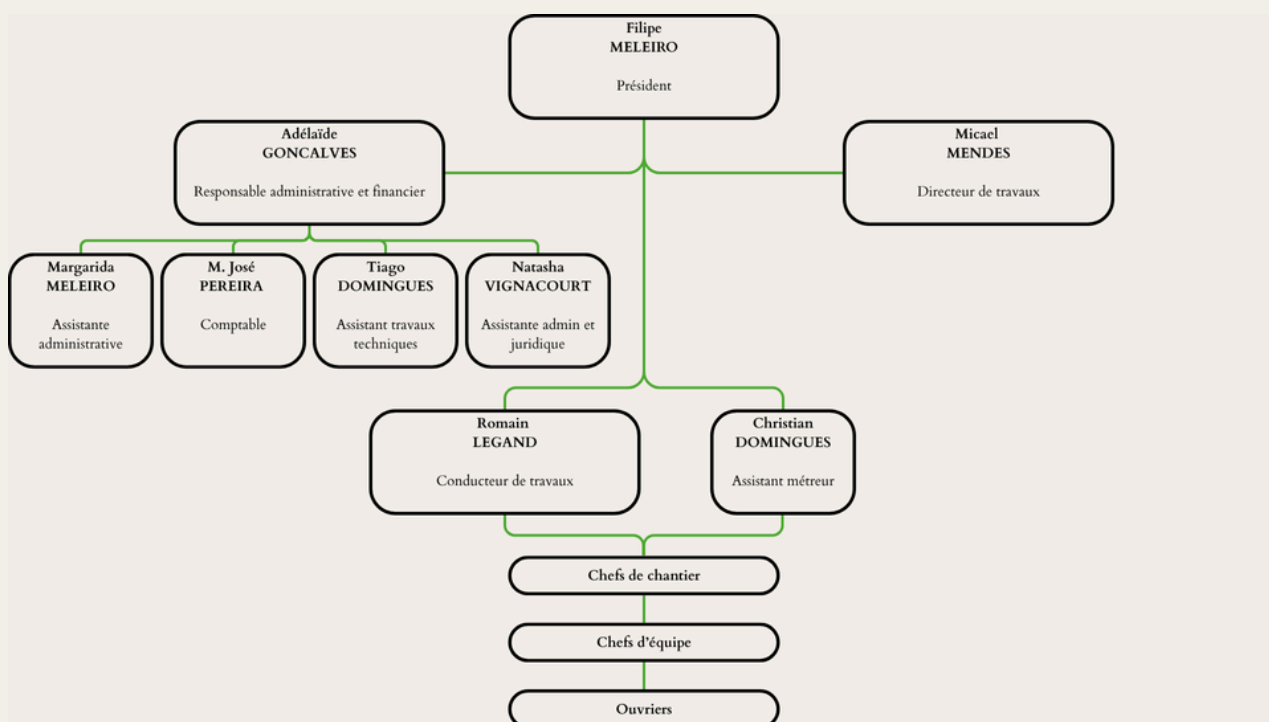 Filipe
MELEIRO
Président
Adélaïde
GONCALVES
Responsable administrative et financier
Micael
MENDES
Directeur de travaux
Margarida
MELEIRO
Assistante
administrative
M. José
PEREIRA
Comptable
Tiago
DOMINGUES
Assistant travaux
techniques
Natasha
VIGNACOURT
Assistante admin et
juridique
Romain
LEGAND
Conducteur de travaux
Christian
DOMINGUES
Assistant métreur
Chefs de chantier
Chefs d'équipe
Ouvriers